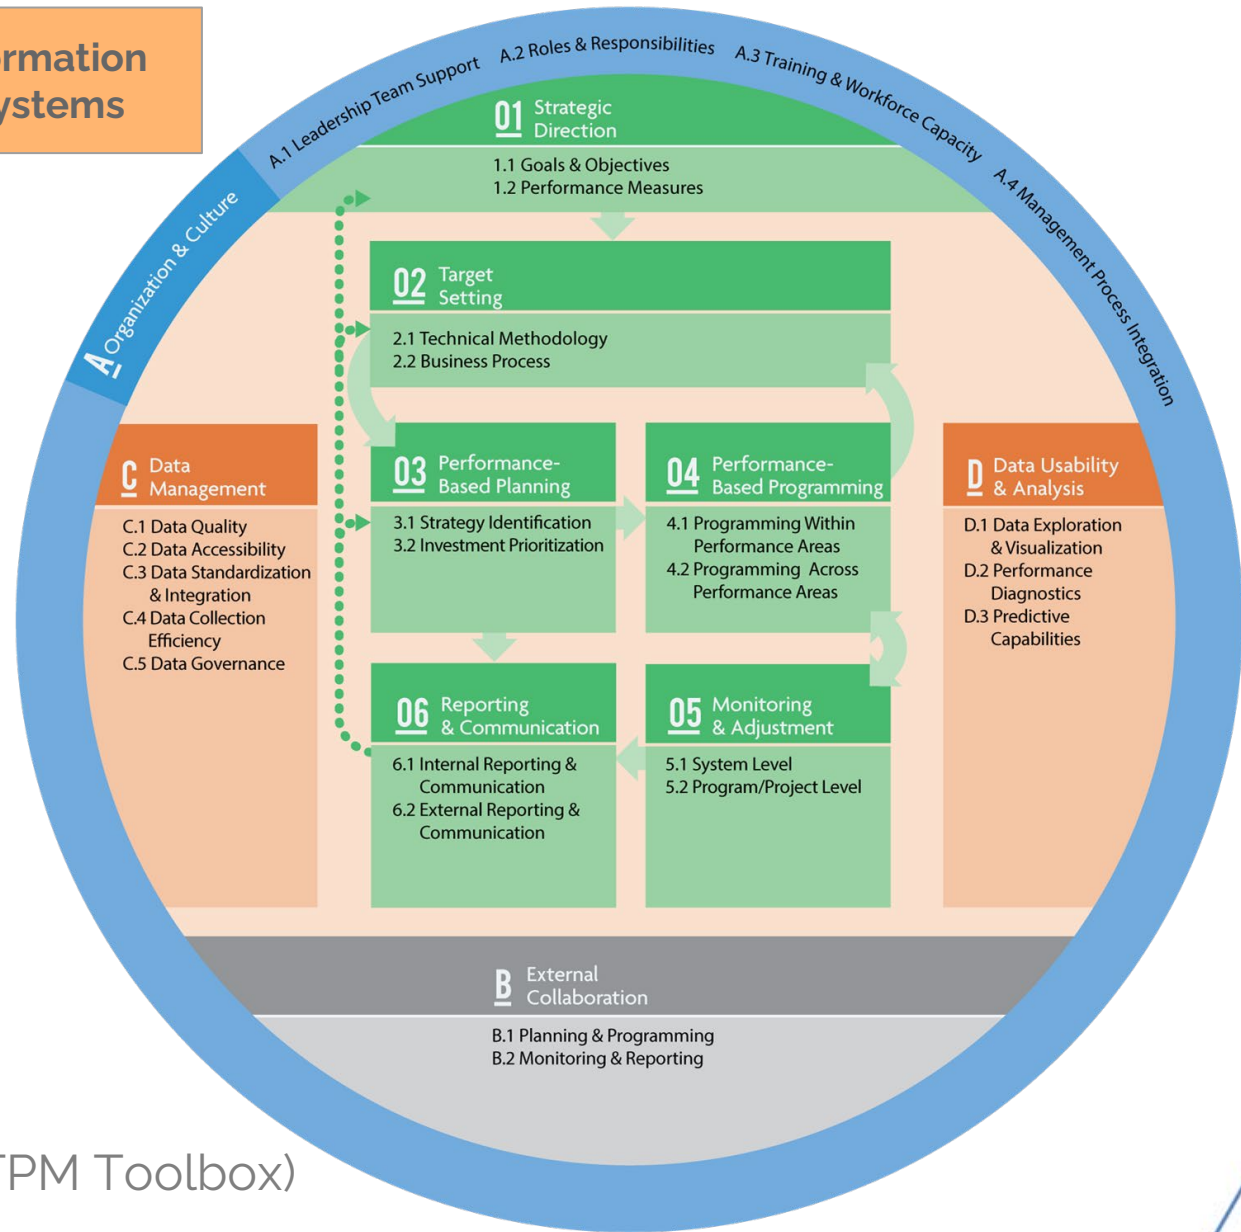 ormation
ystems
A.1 Leadership Team Support
A.2 Roles & Responsibilities
A.3 Training & Workforce Capacity
A.4 Management Process Integration
A Organization & Culture
01 Strategic
Direction
1.1 Goals & Objectives
1.2 Performance Measures
02 Target
Setting
2.1 Technical Methodology
2.2 Business Process
C Data
Management
C.1 Data Quality
C.2 Data Accessibility
C.3 Data Standardization
& Integration
C.4 Data Collection
Efficiency
C.5 Data Governance
03 Performance-
Based Planning
3.1 Strategy Identification
3.2 Investment Prioritization
04 Performance-
Based Programming
4.1 Programming Within
Performance Areas
4.2 Programming Across
Performance Areas
D Data Usability
& Analysis
D.1 Data Exploration
& Visualization
D.2 Performance
Diagnostics
D.3 Predictive
Capabilities
06 Reporting
& Communication
6.1 Internal Reporting &
Communication
6.2 External Reporting &
Communication
05 Monitoring
& Adjustment
5.1 System Level
5.2 Program/Project Level
B External
Collaboration
B.1 Planning & Programming
B.2 Monitoring & Reporting
TPM Toolbox)